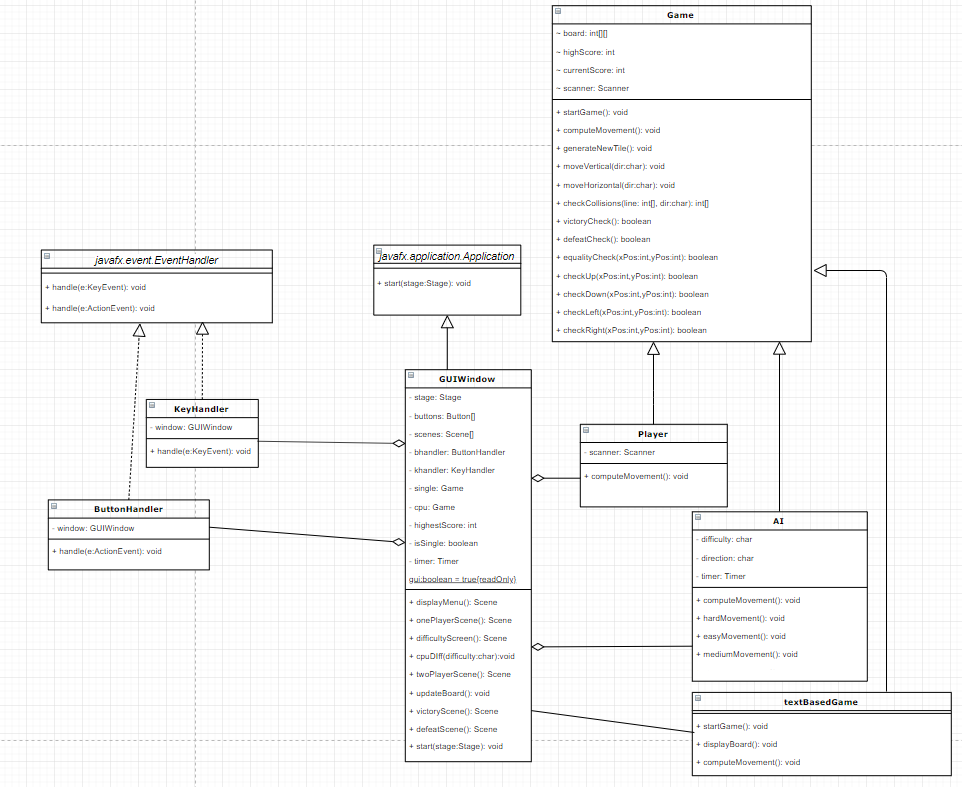 Game
~ board: int[][]
~ highScore: int
~ currentScore: int
~ scanner: Scanner
+ startGame(): void
+ computeMovement(): void
+ generateNewTile(): void
+ moveVertical(dir:char): void
+ moveHorizontal(dir:char): void
+ checkCollisions(line: int[], dir:char): int[]
+ victoryCheck(): boolean
+ defeatCheck(): boolean
+ equalityCheck(xPos:int,yPos:int): boolean
+ checkUp(xPos:int,yPos:int): boolean
+ checkDown(xPos:int,yPos:int): boolean
+ checkLeft(xPos:int,yPos:int): boolean
+ checkRight(xPos:int,yPos:int): boolean
javafx.event.EventHandler
+ handle(e:KeyEvent): void
+ handle(e:ActionEvent): void
javafx.application.Application
+ start(stage:Stage): void
KeyHandler
- window: GUIWindow
+ handle(e:KeyEvent): void
ButtonHandler
- window: GUIWindow
+ handle(e:ActionEvent): void
GUIWindow
- stage: Stage
- buttons: Button[]
- scenes: Scene[]
- bhandler: ButtonHandler
- khandler: KeyHandler
- single: Game
- cpu: Game
- highestScore: int
- isSingle: boolean
- timer: Timer
gui:boolean = true{readOnly}
+ displayMenu(): Scene
+ onePlayerScene(): Scene
+ difficultyScreen(): Scene
+ cpuDiff(difficulty:char):void
+ twoPlayerScene(): Scene
+ updateBoard(): void
+ victoryScene(): Scene
+ defeatScene(): Scene
+ start(stage:Stage): void
Player
- scanner: Scanner
+ computeMovement(): void
AI
- difficulty: char
- direction: char
- timer: Timer
+ computeMovement(): void
+ hardMovement(): void
+ easyMovement(): void
+ mediumMovement(): void
textBasedGame
+ startGame(): void
+ displayBoard(): void
+ computeMovement(): void